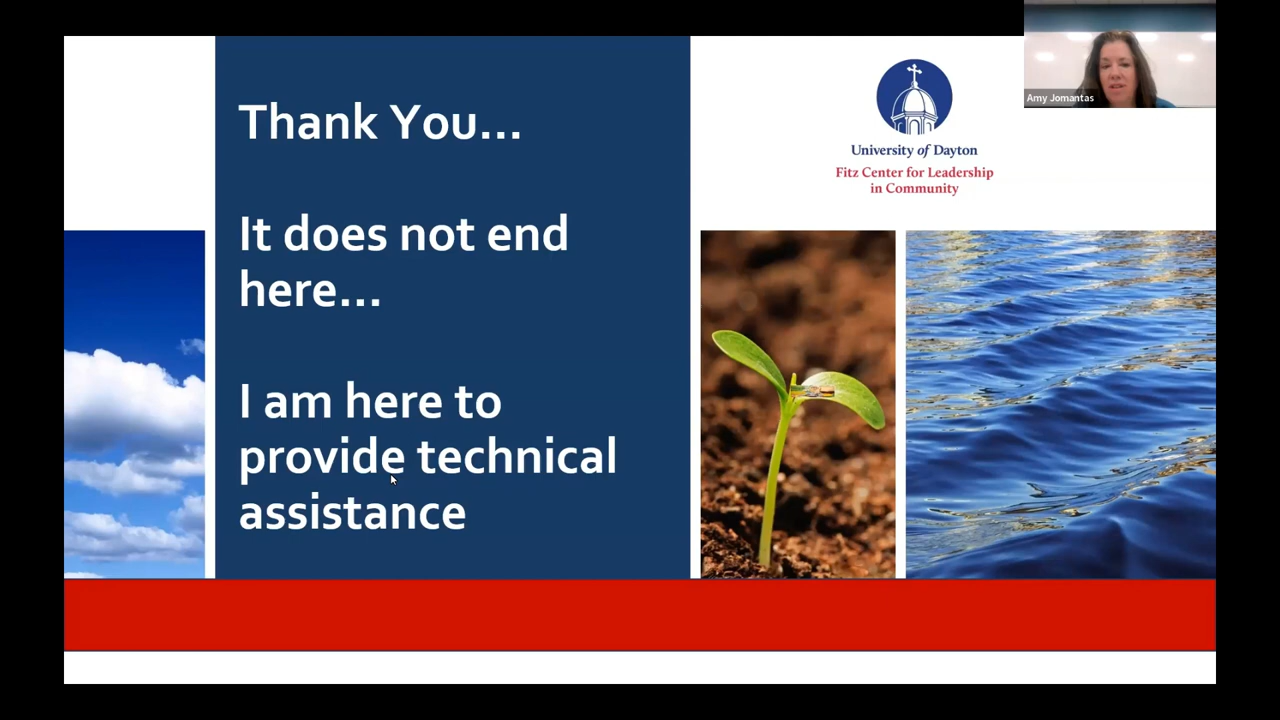 Thank You...
It does not end
here...
I am here to
provide technical
assistance
University of Dayton
Fitz Center for Leadership
in Community
Amy Jomantas